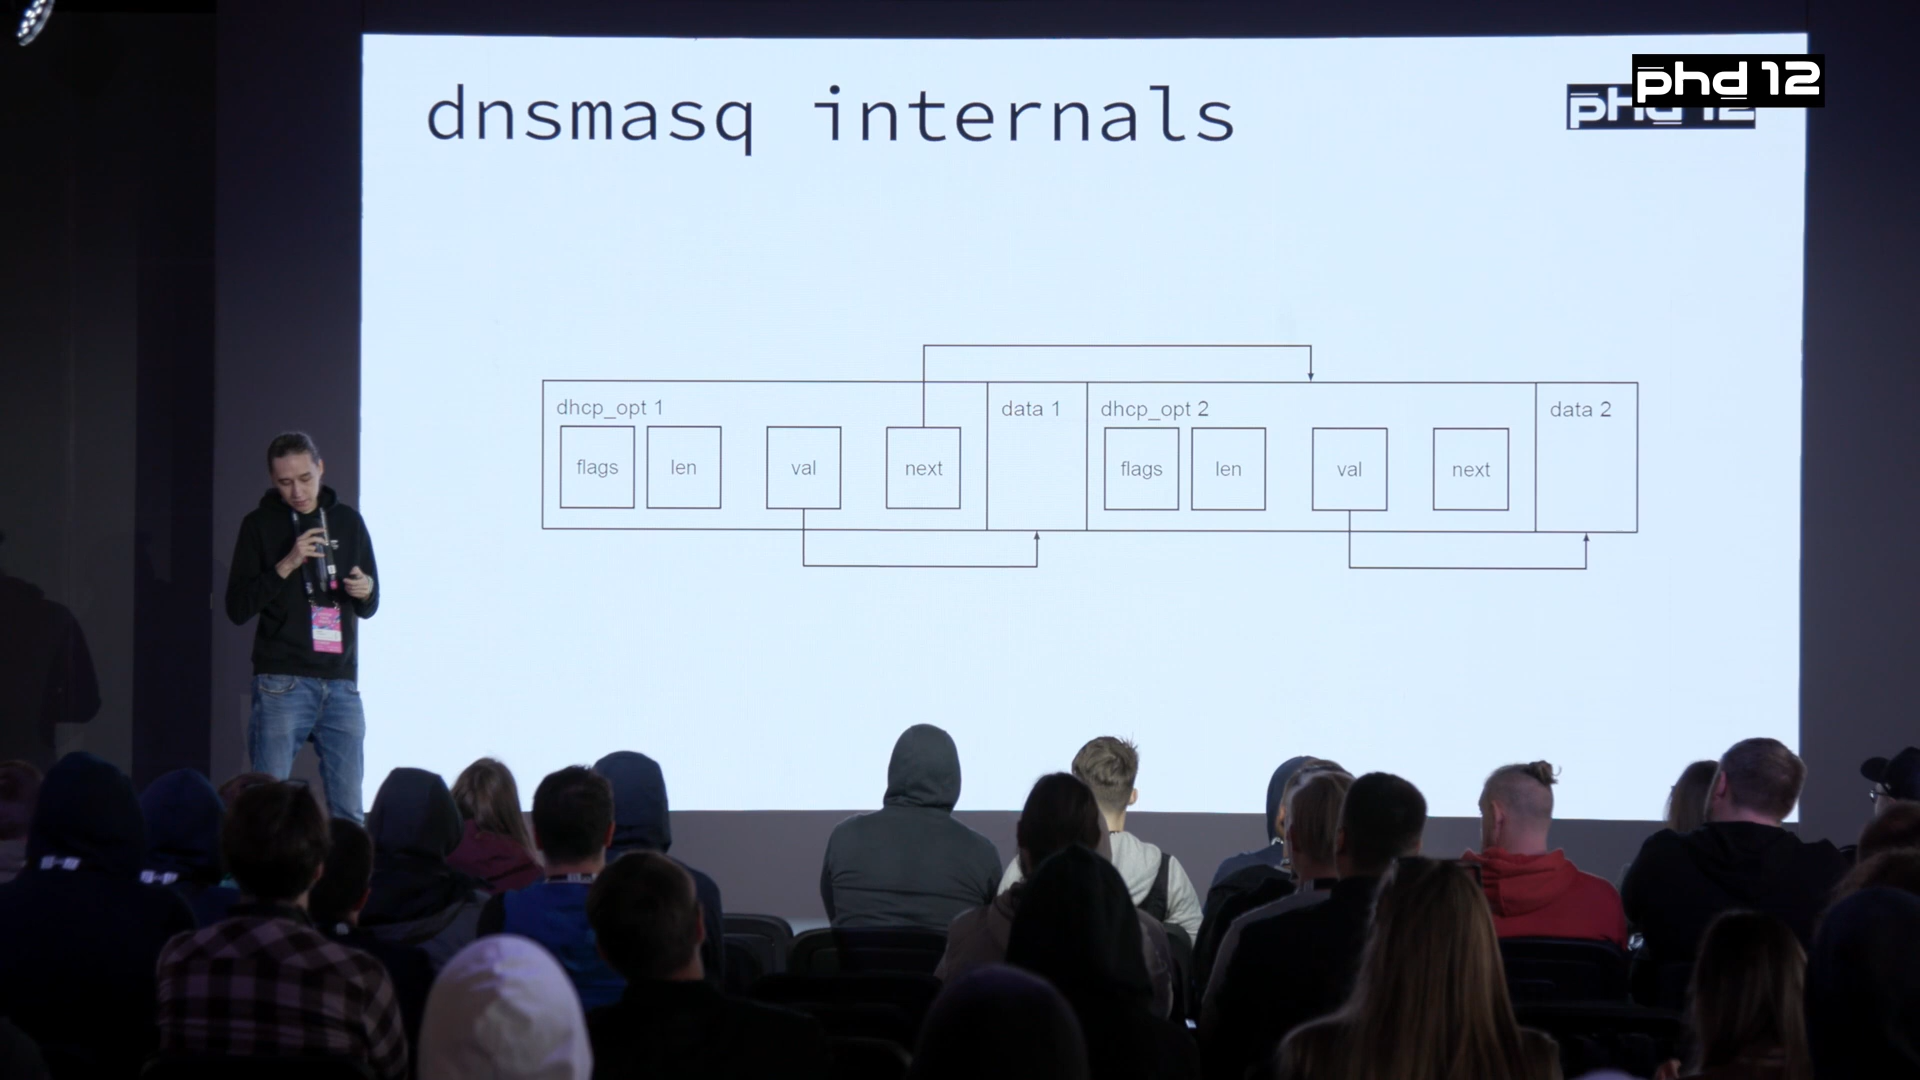 dnsmasq internals
phd 12
phd 12
dhcp_opt 1
data 1
dhcp_opt 2
data 2
flags
len
val
next
flags
len
val
next